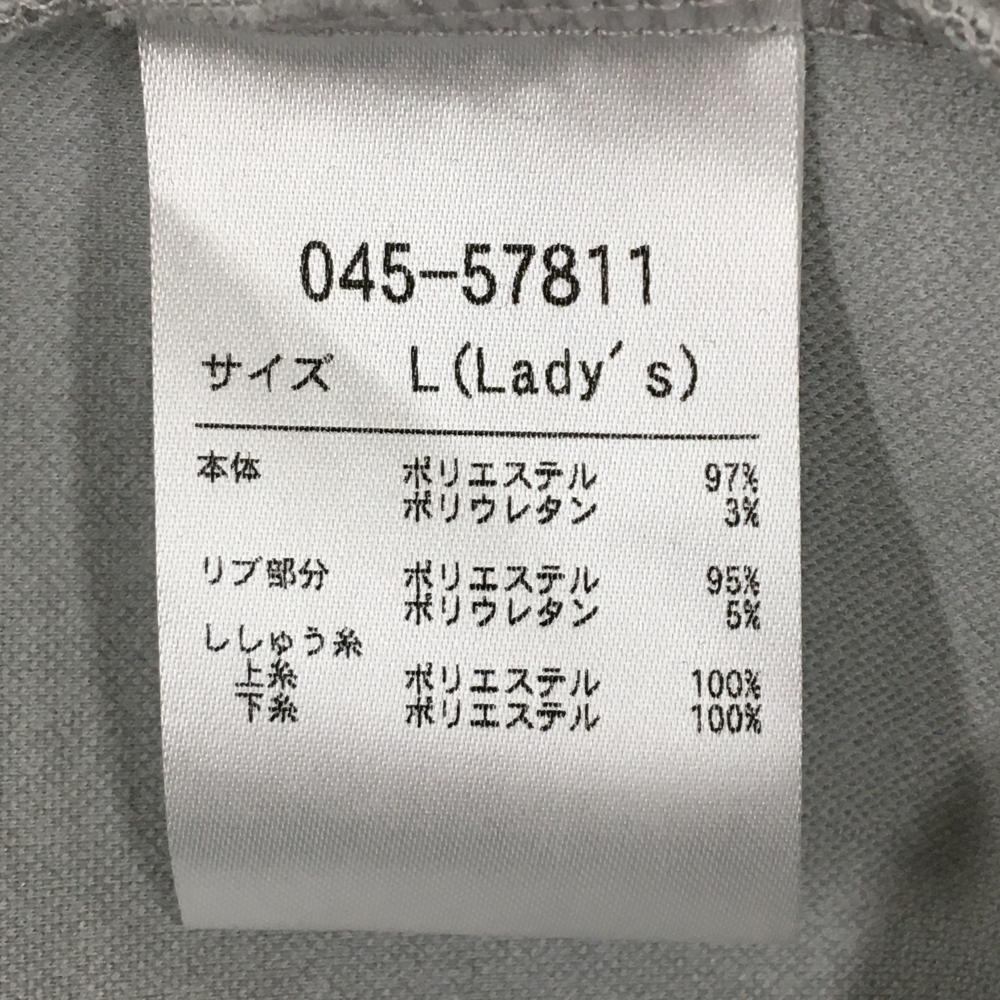 045-57811
サイズ L(Lady's)
本体 ポリエステル 97%
ポリウレタン 3%
リブ部分 ポリエステル 95%
ポリウレタン 5%
ししゅう糸
上糸 ポリエステル 100%
下糸 ポリエステル 100%